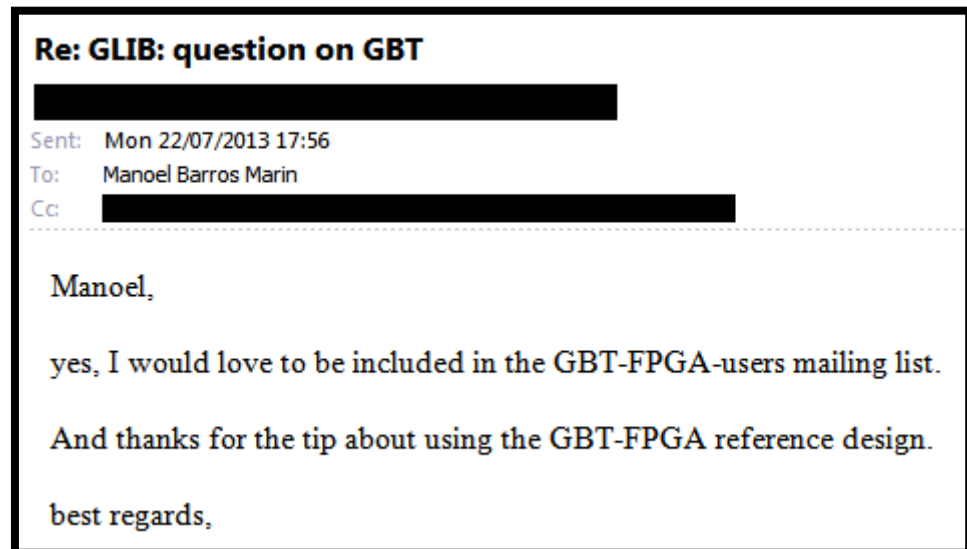 Re: GLIB: question on GBT
Sent: Mon 22/07/2013 17:56
To: Manoel Barros Marin
Cc:
Manoel,
yes, I would love to be included in the GBT-FPGA-users mailing list.
And thanks for the tip about using the GBT-FPGA reference design.
best regards,